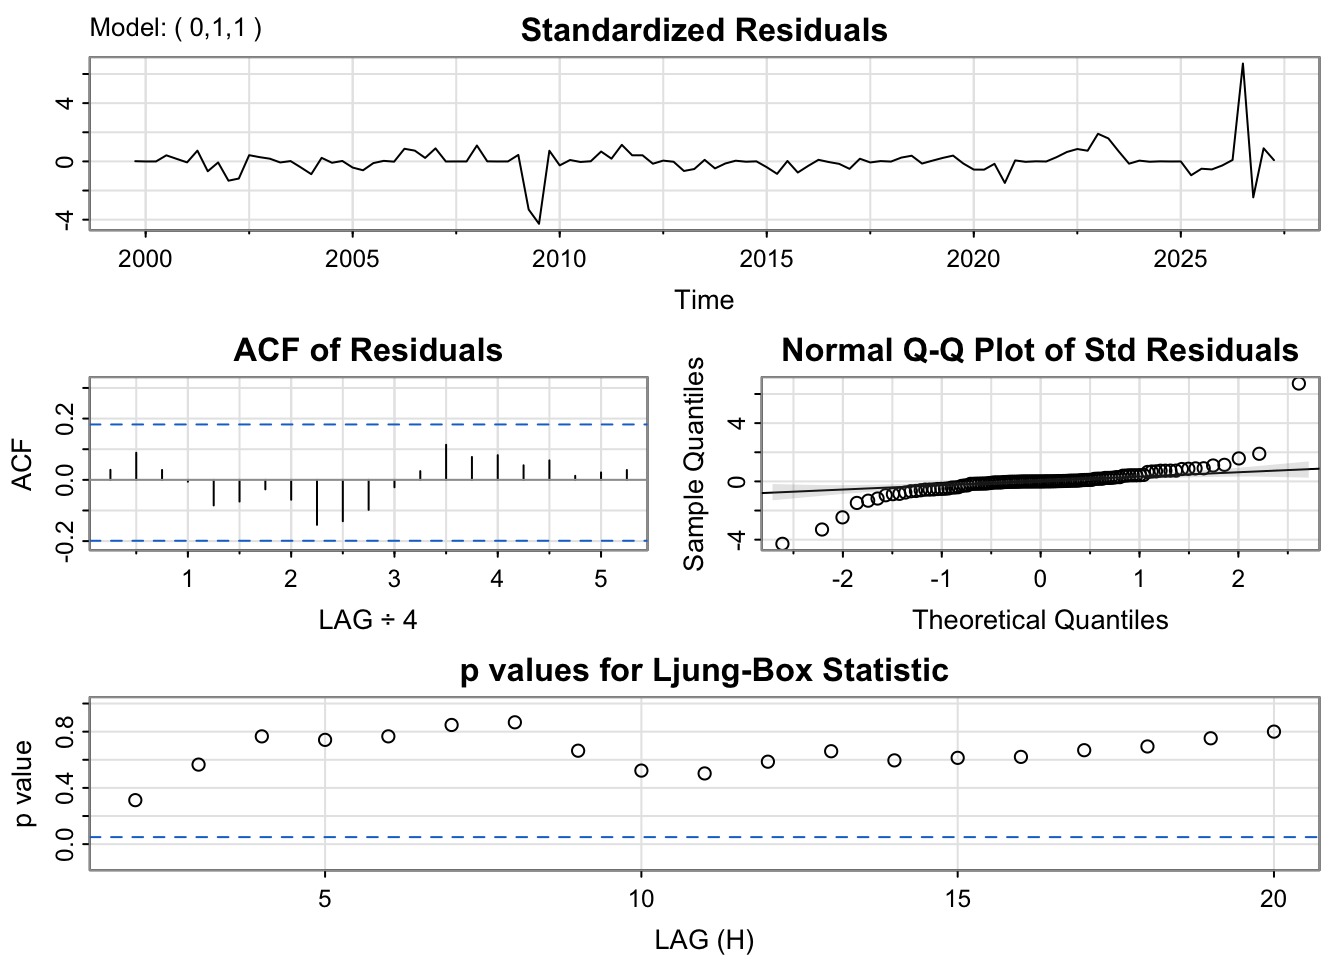 Model: ( 0,1,1 )
Standardized Residuals
4
0
-4
2000 2005 2010 2015 2020 2025
Time
ACF of Residuals
ACF
0.2
0.0
-0.2
1 2 3 4 5
LAG ÷ 4
Normal Q-Q Plot of Std Residuals
Sample Quantiles
4
0
-4
-2 -1 0 1 2
Theoretical Quantiles
p values for Ljung-Box Statistic
p value
0.8
0.4
0.0
5 10 15 20
LAG (H)